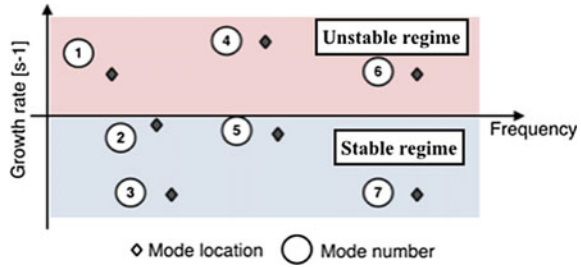 Growth rate [s-1]
Unstable regime
1
4
6
Frequency
2
5
Stable regime
3
7
Mode location
Mode number